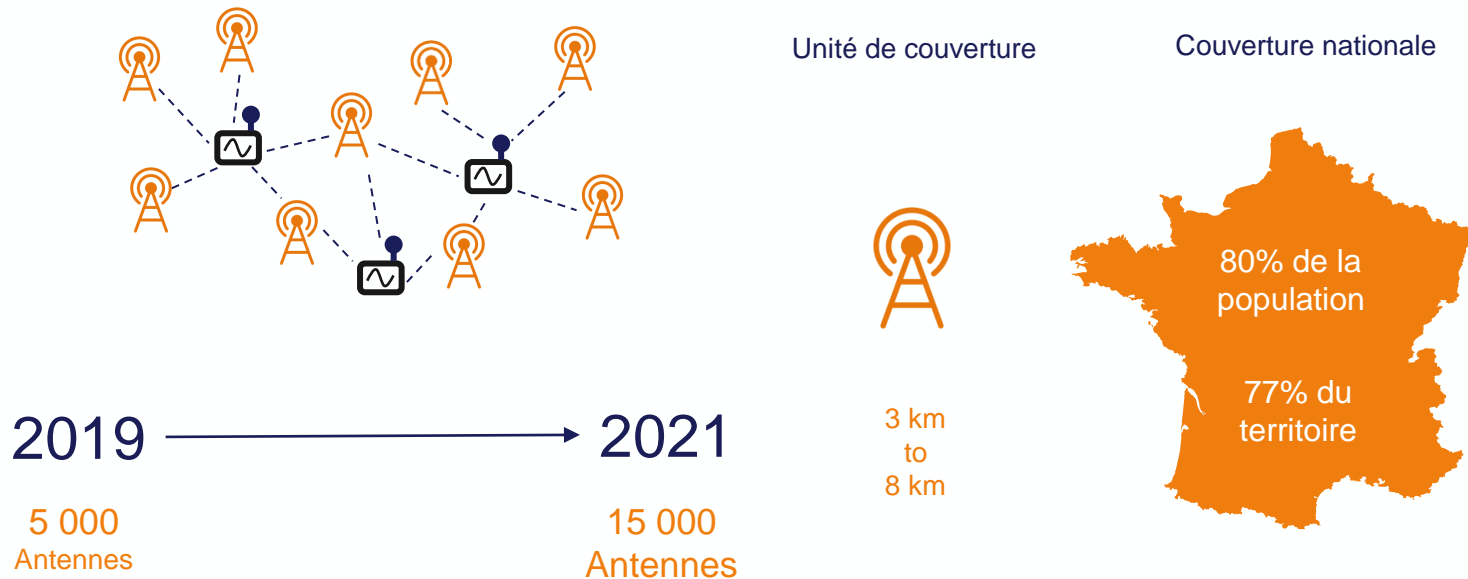 2019
2021
5 000
Antennes
15 000
Antennes
Unité de couverture
3 km
to
8 km
Couverture nationale
80% de la
population
77% du
territoire